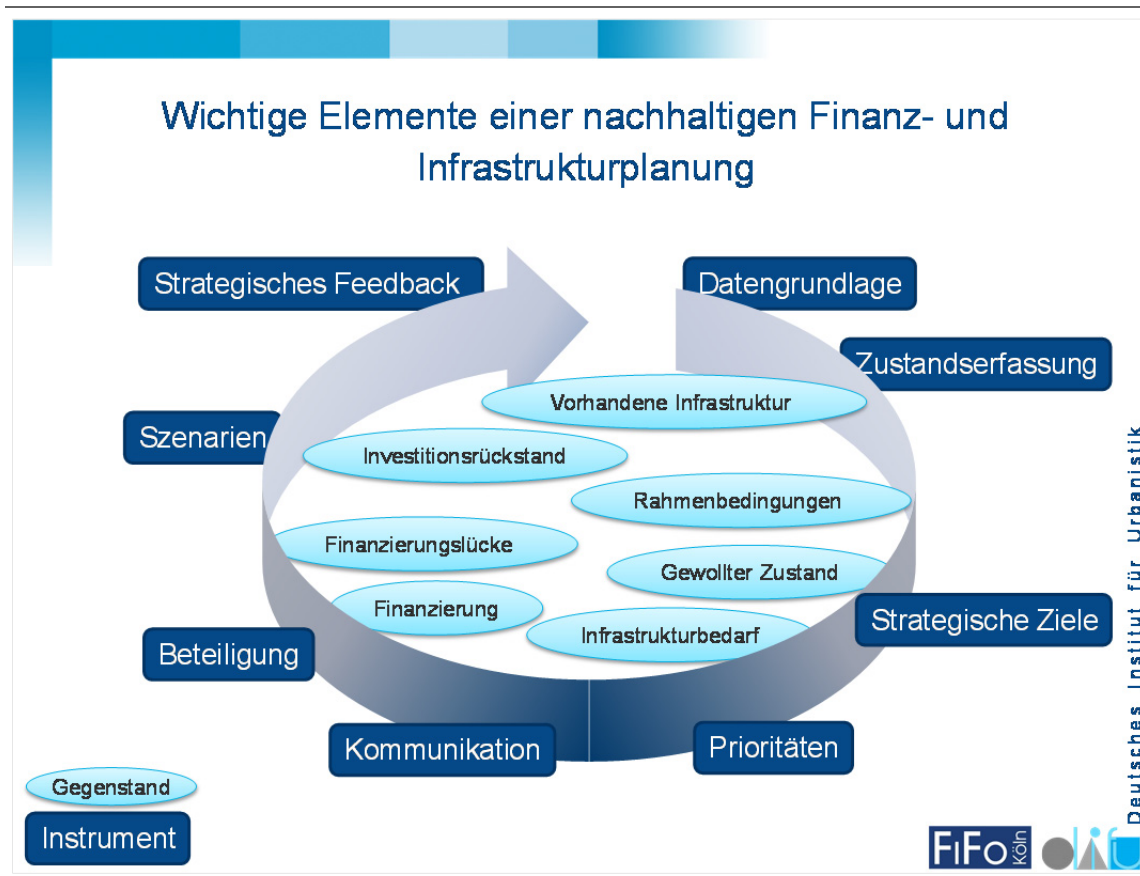 Wichtige Elemente einer nachhaltigen Finanz- und
Infrastrukturplanung
Strategisches Feedback
Datengrundlage
Zustandserfassung
Vorhandene Infrastruktur
Szenarien
Investitionsrückstand
Rahmenbedingungen
Finanzierungslücke
Gewollter Zustand
Finanzierung
Infrastrukturbedarf
Strategische Ziele
Beteiligung
Kommunikation
Prioritäten
Gegenstand
Instrument
Deutsches Institut für Urbanistik
FiFo Köln
difu